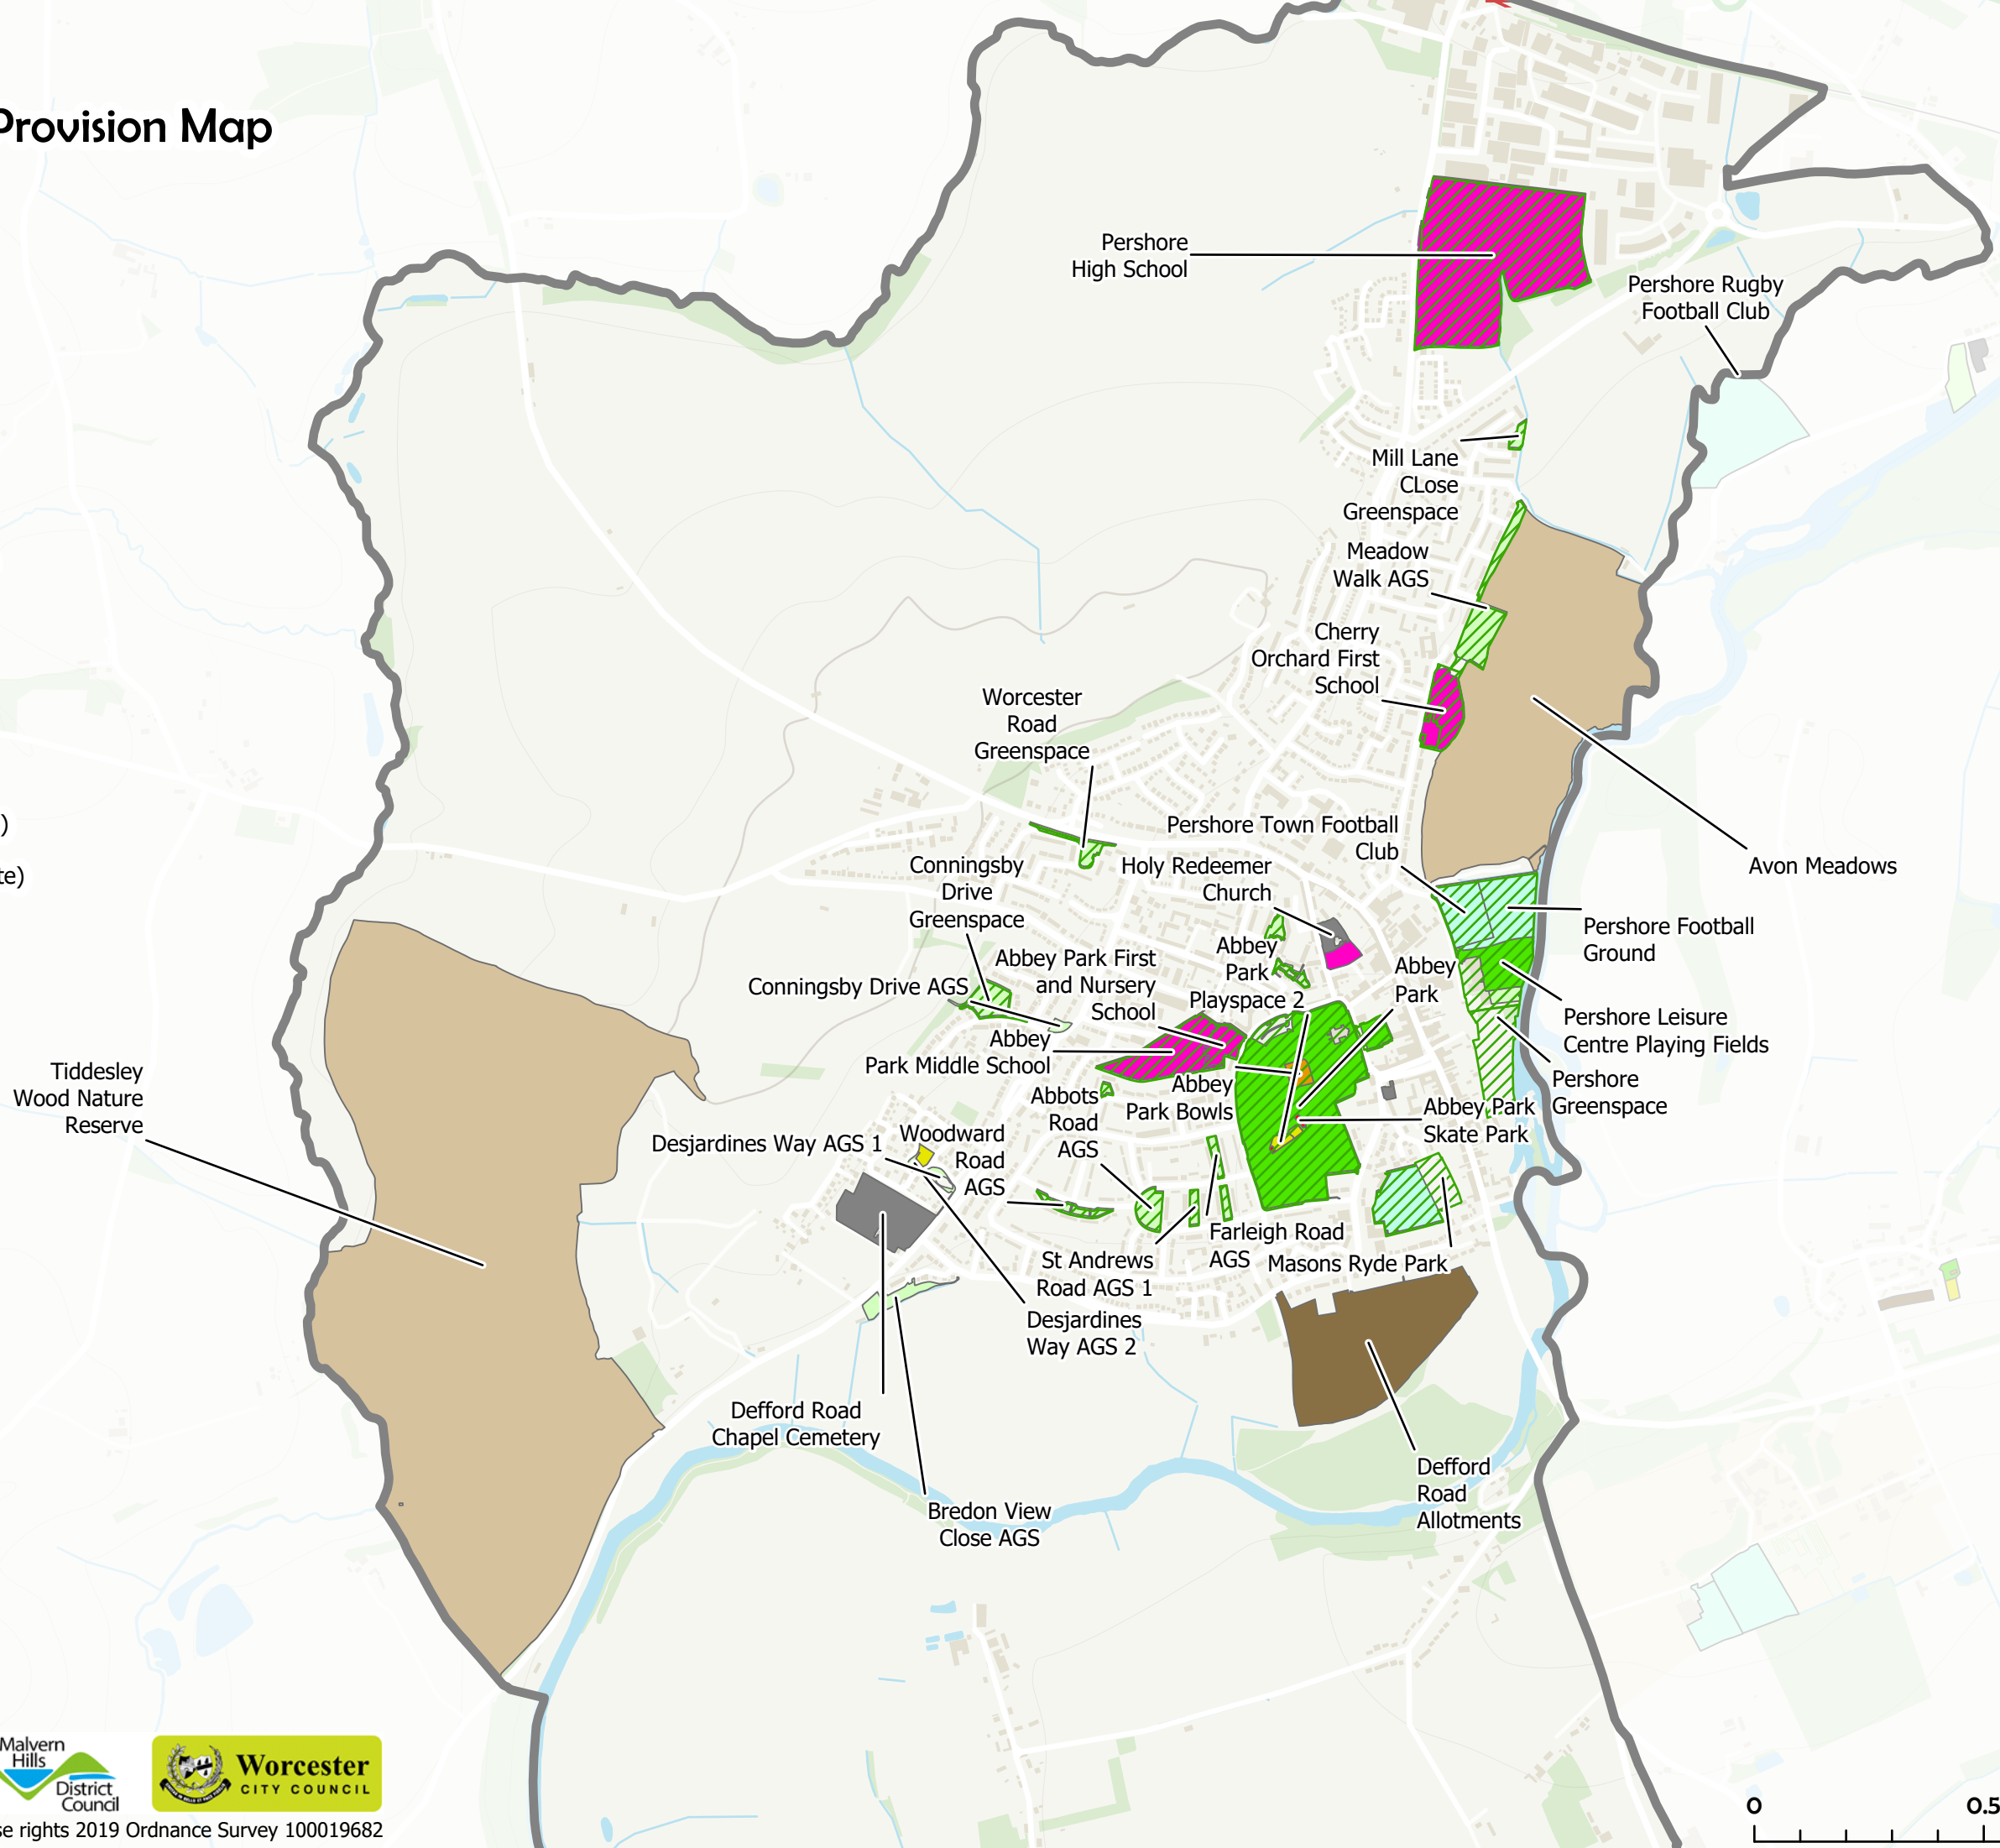 Provision Map
Pershore
High School
Pershore Rugby
Football Club
Mill Lane
CLose
Greenspace
Meadow
Walk AGS
Cherry
Orchard First
School
Worcester
Road
Greenspace
Pershore Town Football
Club
)
Avon Meadows
te)
Conningsby
Drive
Greenspace
Holy Redeemer
Church
Pershore Football
Ground
Abbey
Park
Playspace 2
Abbey Park First
and Nursery
School
Abbey
Park
Conningsby Drive AGS
Pershore Leisure
Centre Playing Fields
Abbey
Park Middle School
Pershore
Greenspace
Tiddesley
Wood Nature
Reserve
Abbey
Park Bowls
Abbots
Road
AGS
Abbey Park
Skate Park
Desjardines Way AGS 1
Woodward
Road
AGS
Farleigh Road
AGS
St Andrews
Road AGS 1
Masons Ryde Park
Desjardines
Way AGS 2
Defford Road
Chapel Cemetery
Defford
Road
Allotments
Bredon View
Close AGS
Malvern
Hills
District
Council
Worcester
CITY COUNCIL
0 0.5
se rights 2019 Ordnance Survey 100019682